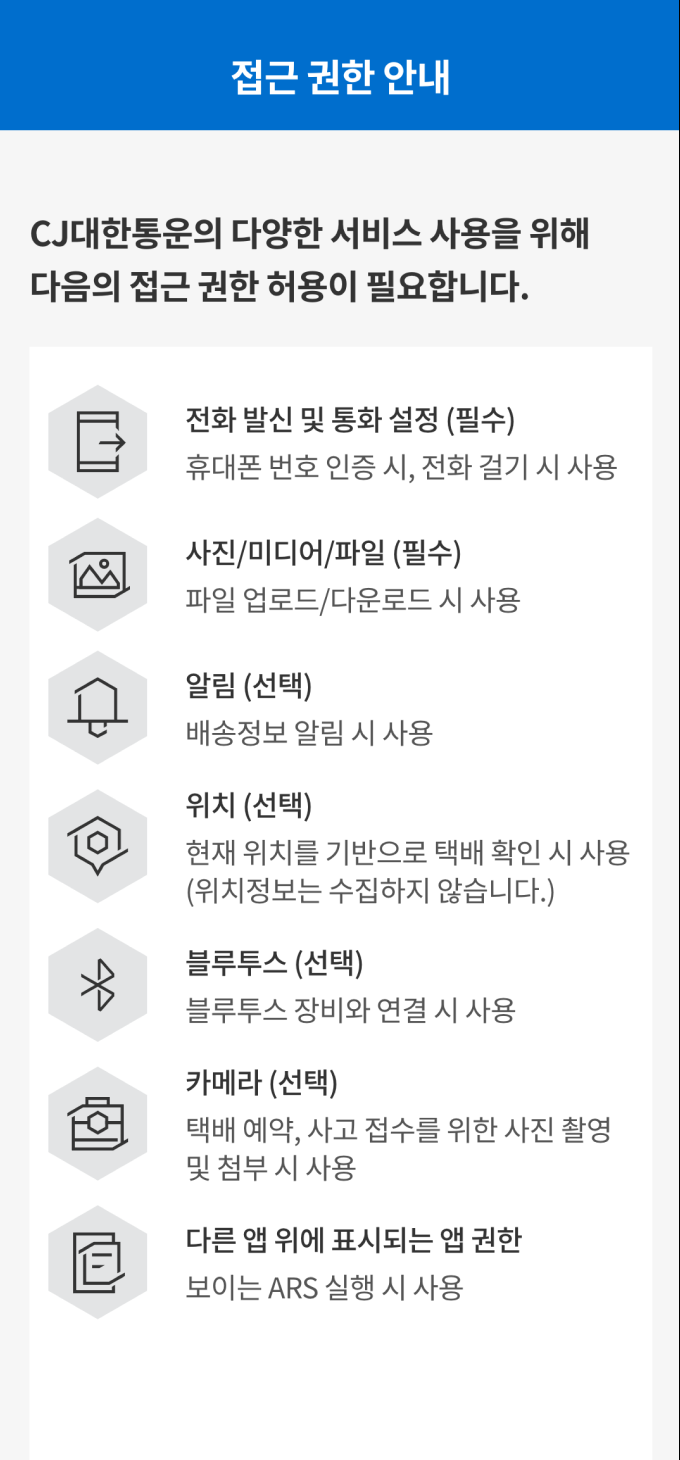 접근 권한 안내
CJ대한통운의 다양한 서비스 사용을 위해
다음의 접근 권한 허용이 필요합니다.
전화 발신 및 통화 설정 (필수)
휴대폰 번호 인증 시, 전화 걸기 시 사용
사진/미디어/파일 (필수)
파일 업로드/다운로드 시 사용
알림 (선택)
배송정보 알림 시 사용
위치 (선택)
현재 위치를 기반으로 택배 확인 시 사용
(위치정보는 수집하지 않습니다.)
블루투스 (선택)
블루투스 장비와 연결 시 사용
카메라 (선택)
택배 예약, 사고 접수를 위한 사진 촬영
및 첨부 시 사용
다른 앱 위에 표시되는 앱 권한
보이는 ARS 실행 시 사용